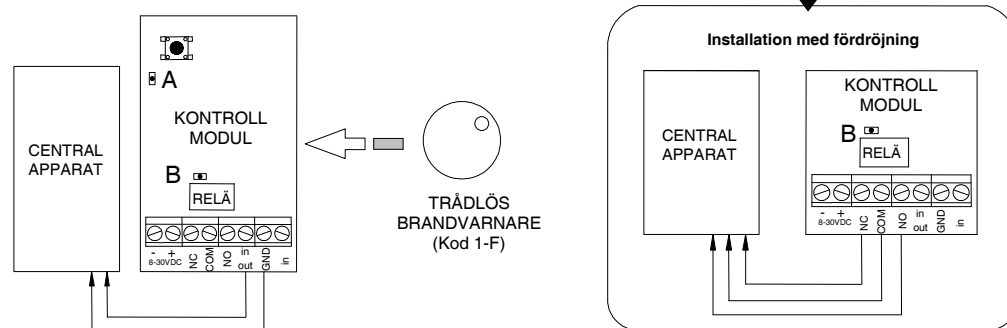 A
KONTROLL
MODUL
CENTRAL
APPARAT
B
RELÄ
- +
8-30VDC
NC
COM
NO
in
out
GND
in
TRÅDLÖS
BRANDVARNARE
(Kod 1-F)
Installation med fördröjning
KONTROLL
MODUL
CENTRAL
APPARAT
B
RELÄ
- +
8-30VDC
NC
COM
NO
in
out
GND
in